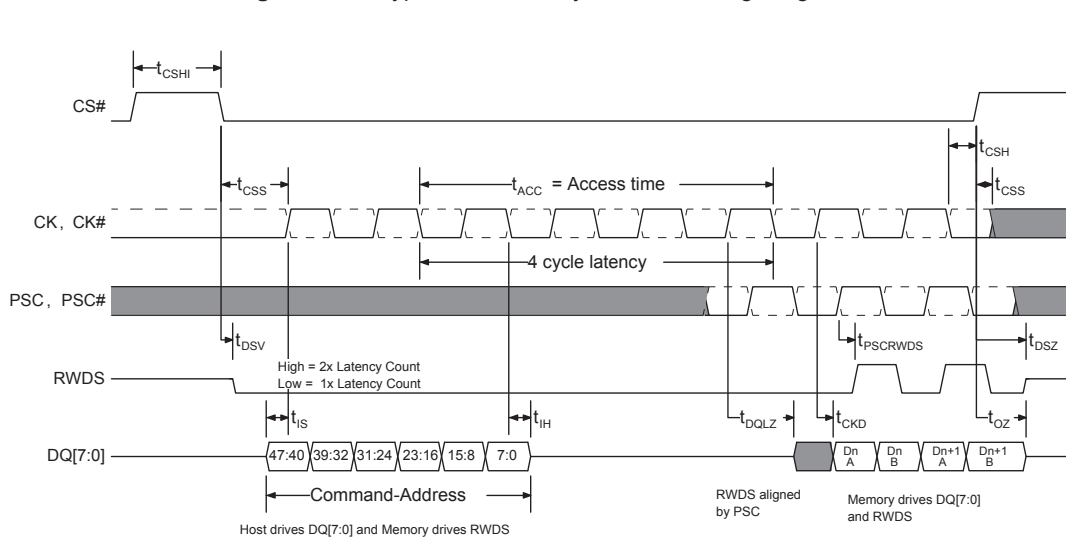 tCSHI
CS#
tCSH
tCSS
tACC = Access time
tCSS
CK, CK#
4 cycle latency
PSC, PSC#
tDSV
tPSCRWDS
tDSZ
High = 2x Latency Count
Low = 1x Latency Count
RWDS
tIS
tIH
tDQLZ
tCKD
tOZ
DQ[7:0]
47:40 39:32 31:24 23:16 15:8 7:0
Dn A
Dn B
Dn+1 A
Dn+1 B
Command-Address
RWDS aligned
by PSC
Memory drives DQ[7:0]
and RWDS
Host drives DQ[7:0] and Memory drives RWDS